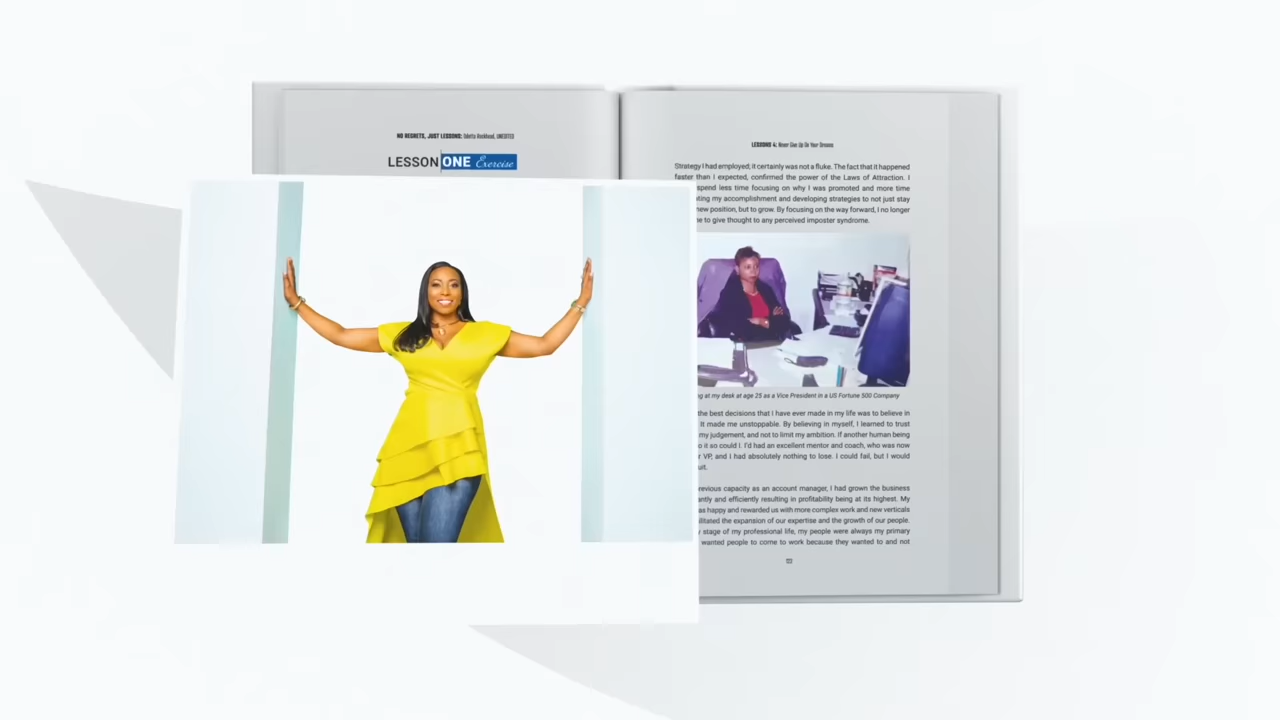 NO REGRETS, JUST LESSONS: Odetta Rockhead, UNEDITED
LESSON ONE Exercise
LESSONS 4: Never Give Up On Your Dreams
Strategy I had employed, it certainly was not a fluke. The fact that it happened
faster than I expected, confirmed the power of the Laws of Attraction. I
spend less time focusing on why I was promoted and more time
ting my accomplishment and developing strategies to not just stay
new position, but to grow. By focusing on the way forward, I no longer
e to give thought to any perceived imposter syndrome.
g at my desk at age 25 as a Vice President in a US Fortune 500 Company
the best decisions that I have ever made in my life was to believe in
It made me unstoppable. By believing in myself, I learned to trust
my judgement, and not to limit my ambition. If another human being
o it so could I. I'd had an excellent mentor and coach, who was now
r VP, and I had absolutely nothing to lose. I could fail, but I would
uit.
revious capacity as an account manager, I had grown the business
antly and efficiently resulting in profitability being at its highest. My
as happy and rewarded us with more complex work and new verticals
ilitated the expansion of our expertise and the growth of our people.
y stage of my professional life, my people were always my primary
wanted people to come to work because they wanted to and not